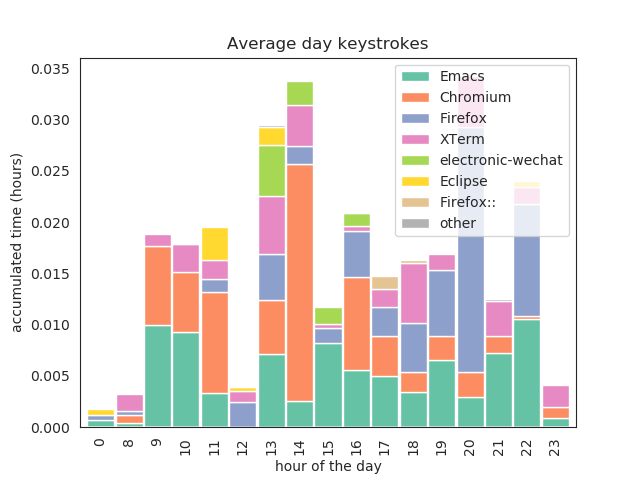 Average day keystrokes
0.035
0.030
0.025
0.020
0.015
0.010
0.005
0.000
accumulated time (hours)
Emacs
Chromium
Firefox
XTerm
electronic-wechat
Eclipse
Firefox::
other
0 8 9 10 11 12 13 14 15 16 17 18 19 20 21 22 23
hour of the day